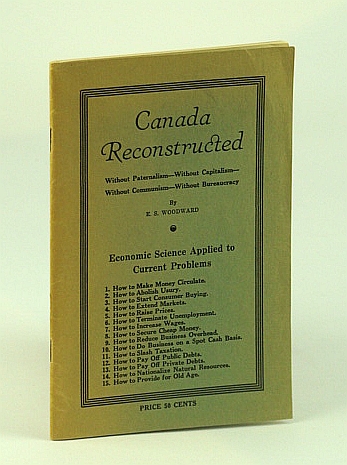 Canada
Reconstructed
Without Paternalism—Without Capitalism—
Without Communism—Without Bureaucracy
By
E. S. WOODWARD
Economic Science Applied to
Current Problems
1. How to Make Money Circulate.
2. How to Abolish Usury.
3. How to Start Consumer Buying.
4. How to Extend Markets.
5. How to Raise Prices.
6. How to Terminate Unemployment.
7. How to Increase Wages.
8. How to Secure Cheap Money.
9. How to Reduce Business Overhead.
10. How to Do Business on a Spot Cash Basis.
11. How to Slash Taxation.
12. How to Pay Off Public Debts.
13. How to Pay Off Private Debts.
14. How to Nationalize Natural Resources.
15. How to Provide for Old Age.
PRICE 50 CENTS